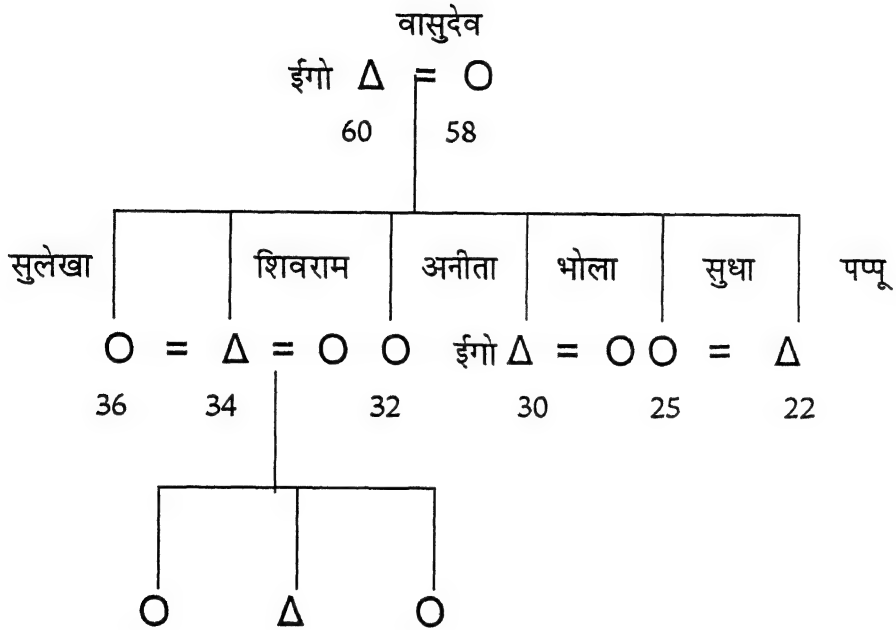 वासुदेव
ईगो Δ = O
60 58
सुलेखा शिवराम अनीता भोला सुधा पप्पू
O = Δ = O O ईगो Δ = O O = Δ
36 34 32 30 25 22
O Δ O